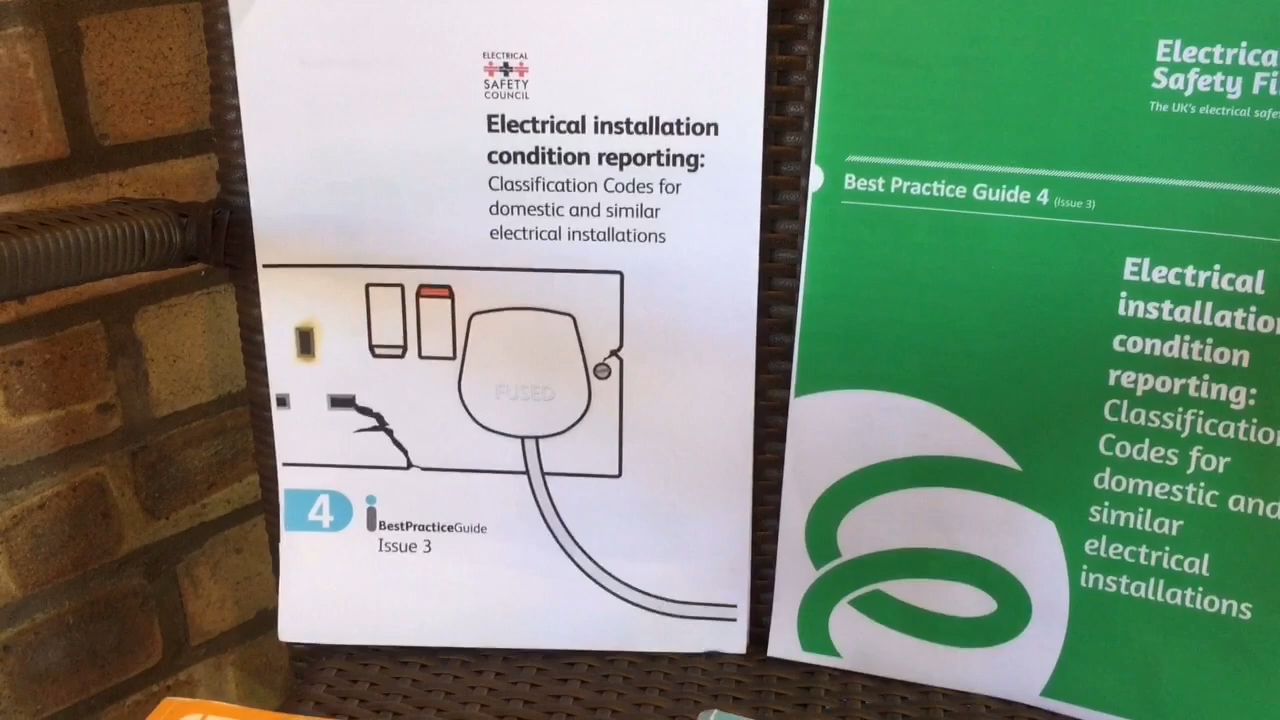 ELECTRICAL
SAFETY
COUNCIL
Electrical installation
condition reporting:
Classification Codes for
domestic and similar
electrical installations
FUSED
4
BestPracticeGuide
Issue 3
Electrica
Safety Fi
The UK's electrical safe
Best Practice Guide 4 (Issue 3)
Electrical
installatio
condition
reporting:
Classificatio
Codes for
domestic and
similar
electrical
installations